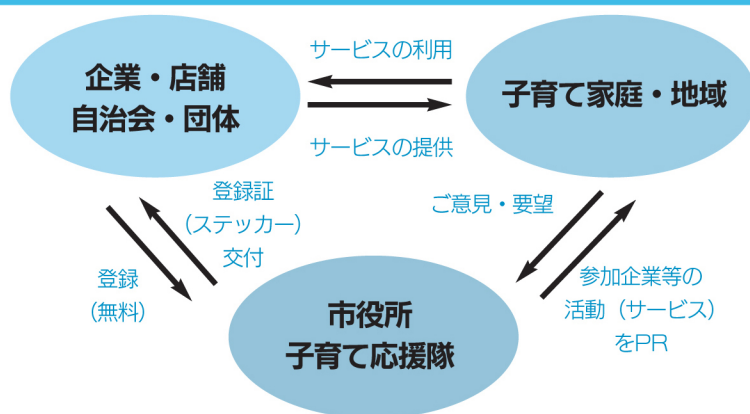 企業・店舗
自治会・団体
サービスの利用
サービスの提供
子育て家庭・地域
登録証
（ステッカー）
交付
登録
（無料）
ご意見・要望
参加企業等の
活動（サービス）
をPR
市役所
子育て応援隊